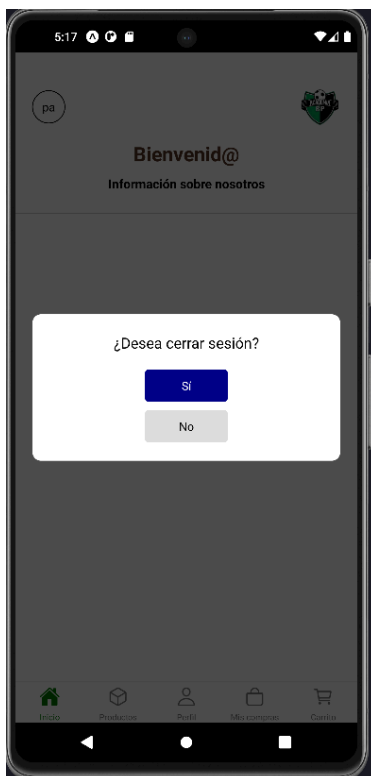 5:17
pa
Bienvenid@
Información sobre nosotros
¿Desea cerrar sesión?
Sí
No
Inicio
Productos
Perfil
Mis compras
Carrito